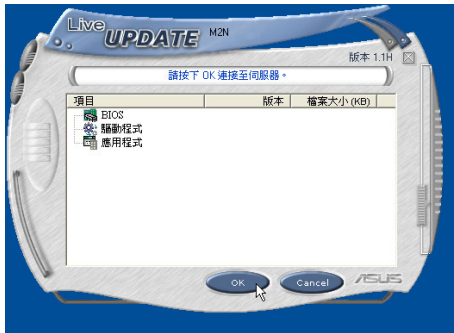 Live
UPDATE M2N
版本 1.1H
請按下 OK 連接至伺服器。
項目 版本 檔案大小 (KB)
BIOS
驅動程式
應用程式
OK Cancel ASUS